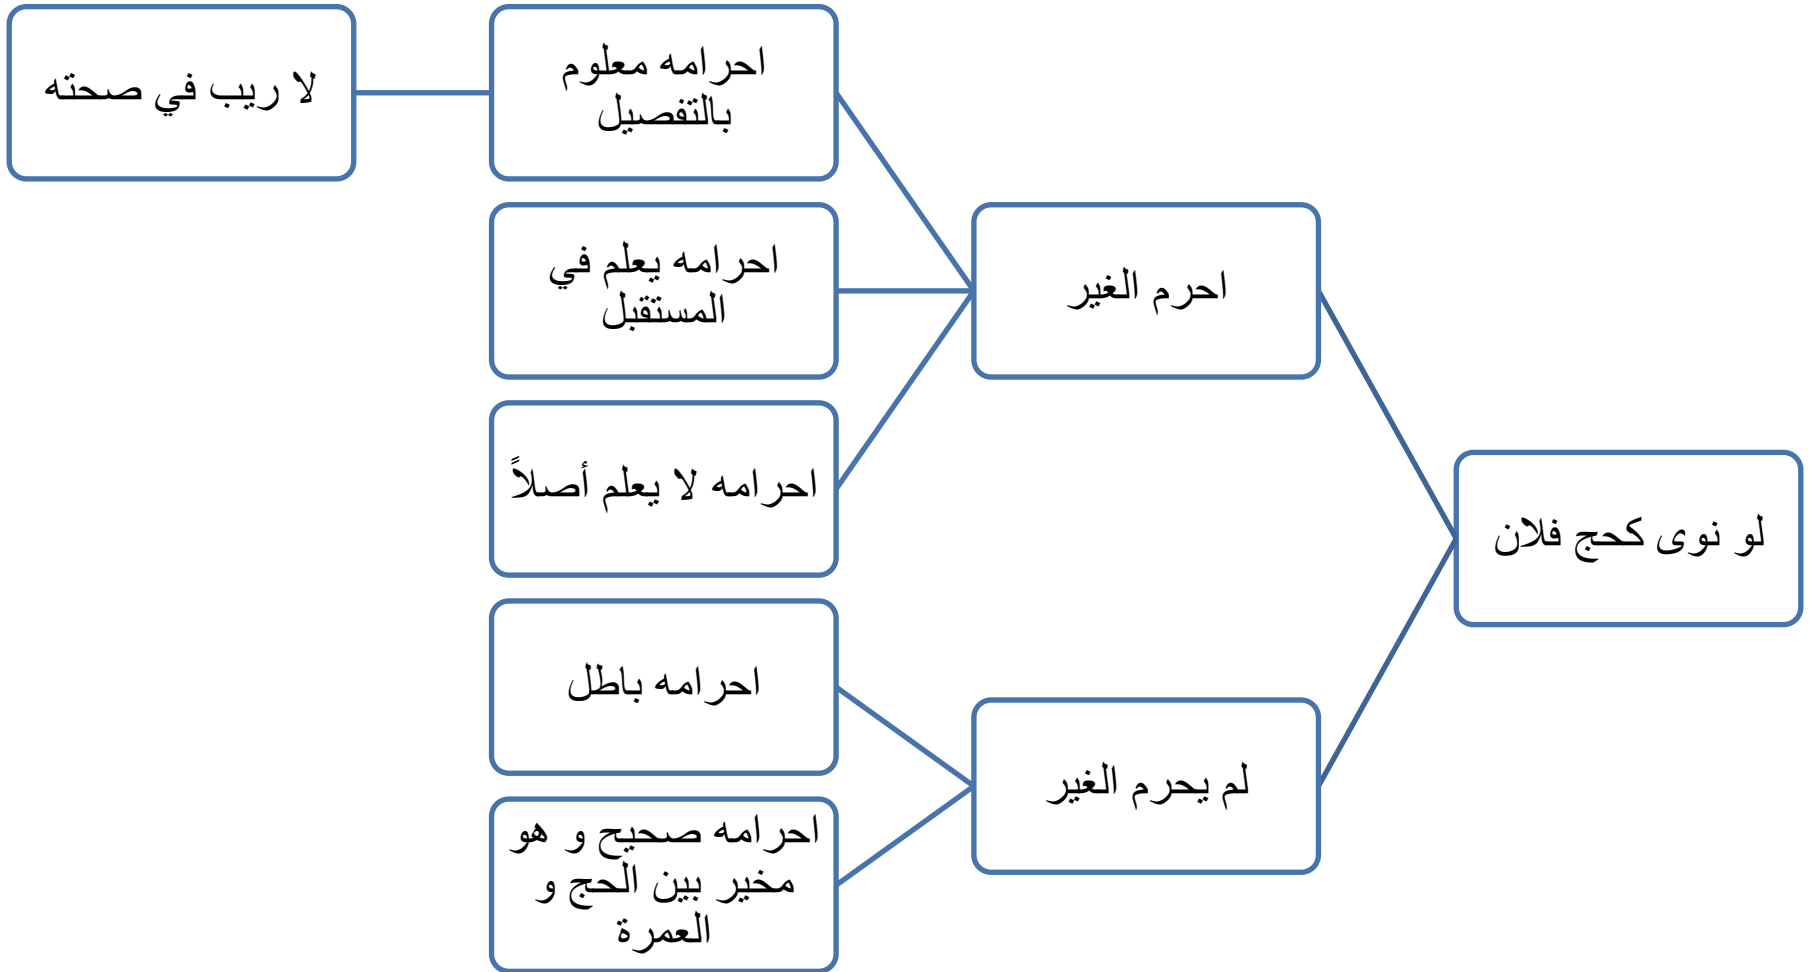 لو نوى كحج فلان
احرم الغير
احرامه معلوم
بالتفصيل
لا ريب في صحته
احرامه يعلم في
المستقبل
احرامه لا يعلم أصلاً
لم يحرم الغير
احرامه باطل
احرامه صحيح و هو
مخير بين الحج و
العمرة